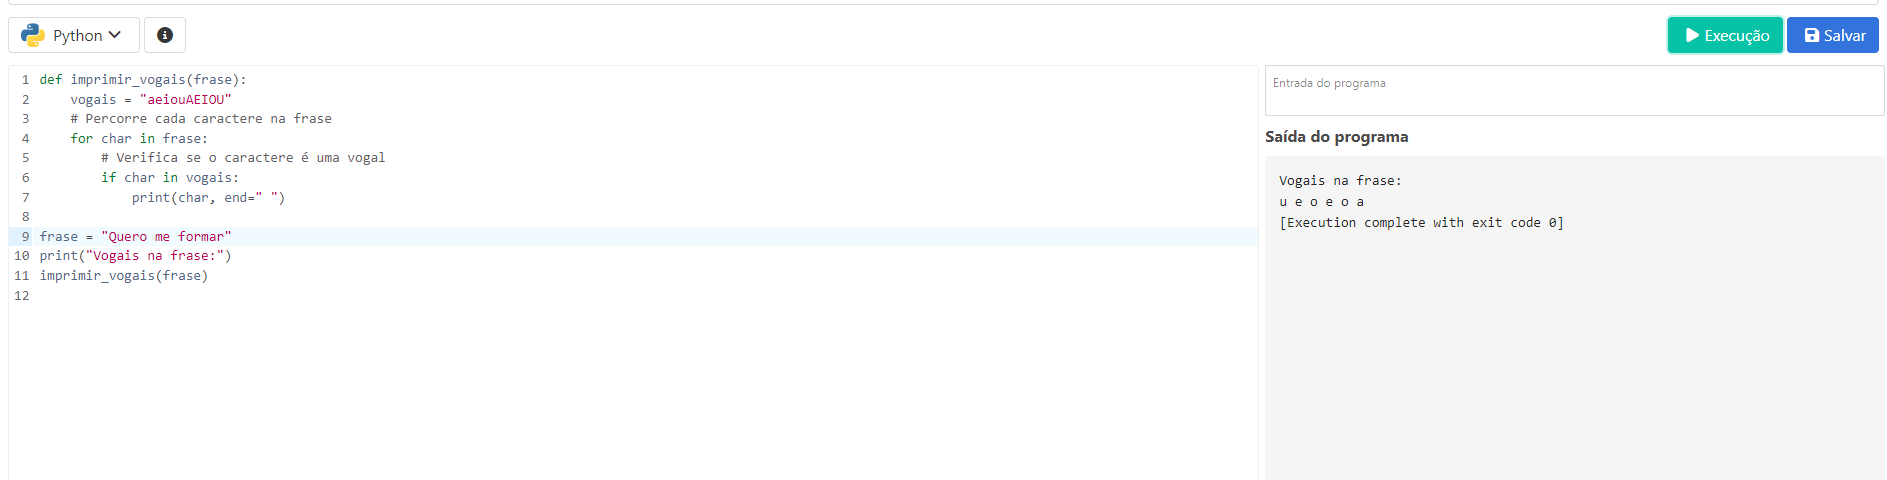 Python
Execução Salvar
1 def imprimir_vogais(frase):
2     vogais = "aeiouAEIOU"
3     # Percorre cada caractere na frase
4     for char in frase:
5         # Verifica se o caractere é uma vogal
6         if char in vogais:
7             print(char, end=" ")
8
9 frase = "Quero me formar"
10 print("Vogais na frase:")
11 imprimir_vogais(frase)
12
Entrada do programa
Saída do programa
Vogais na frase:
u e o e o a
[Execution complete with exit code 0]